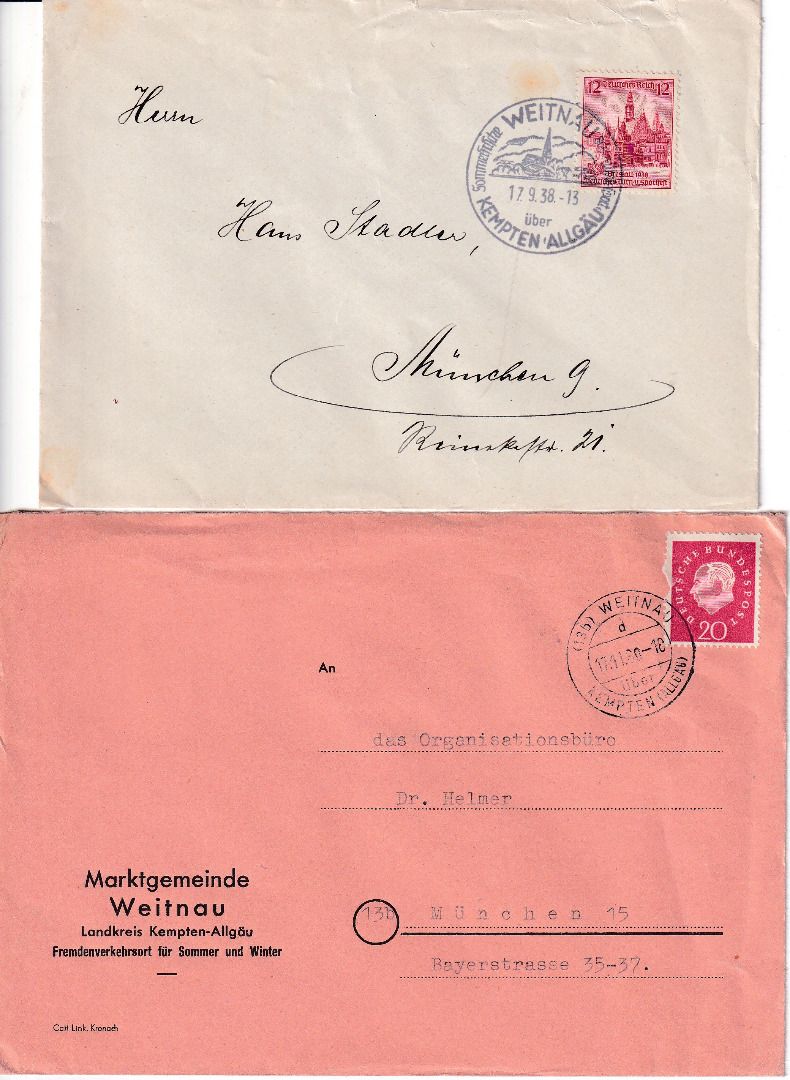 Herrn
Hans Stadler,
München 9.
12 Deutsches Reich 12
WEITNAU
Sommerfrische
17.9.38.-13
über
KEMPTEN (ALLGÄU)
DEUTSCHE BUNDESPOST
20
(13b) WEITNAU
d
über
KEMPTEN (ALLGÄU)
An
das Organisationsbüro
Dr. Helmer
13b München 15
Bayerstrasse 35-37.
Marktgemeinde
Weitnau
Landkreis Kempten-Allgäu
Fremdenverkehrsort für Sommer und Winter
Carl Link, Kronach